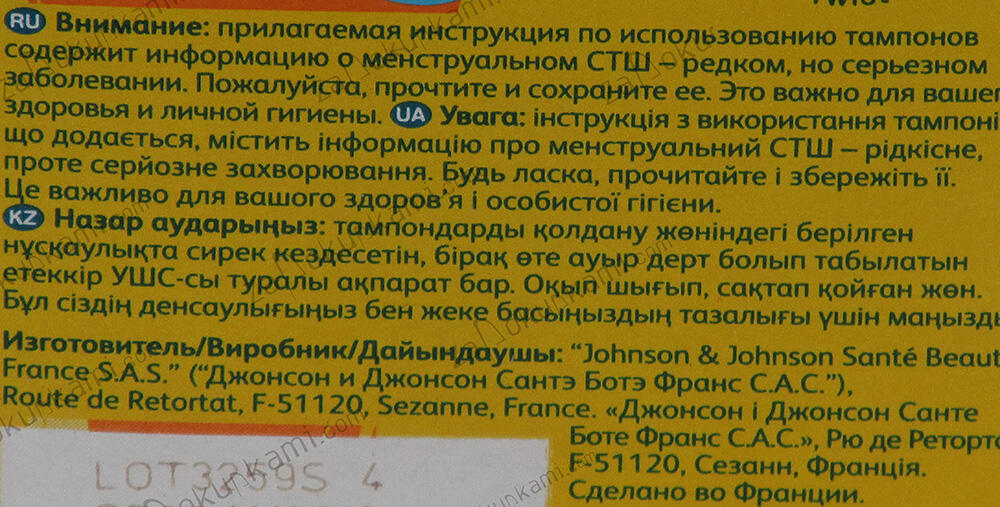 RU Внимание: прилагаемая инструкция по использованию тампонов
содержит информацию о менструальном СТШ – редком, но серьезном
заболевании. Пожалуйста, прочтите и сохраните ее. Это важно для вашег
здоровья и личной гигиены. UA Увага: інструкція з використання тампоні
що додається, містить інформацію про менструальний СТШ – рідкісне,
проте серйозне захворювання. Будь ласка, прочитайте і збережіть її.
Це важливо для вашого здоров'я і особистої гігієни.
KZ Назар аударыңыз: тампондарды қолдану жөніндегі берілген
нұсқаулықта сирек кездесетін, бірақ өте ауыр дерт болып табылатын
етеккір УШС-сы туралы ақпарат бар. Оқып шығып, сақтап қойған жөн.
Бұл сіздің денсаулығыңыз бен жеке басыңыздың тазалығы үшін маңызды
Изготовитель/Виробник/Дайындаушы: "Johnson & Johnson Santé Beaut
France S.A.S." ("Джонсон и Джонсон Сантэ Ботэ Франс С.А.С."),
Route de Retortat, F-51120, Sezanne, France. «Джонсон і Джонсон Санте
Боте Франс С.А.С.», Рю де Реторта
F-51120, Сезанн, Франція.
Сделано во Франции.
LOT3259S 4